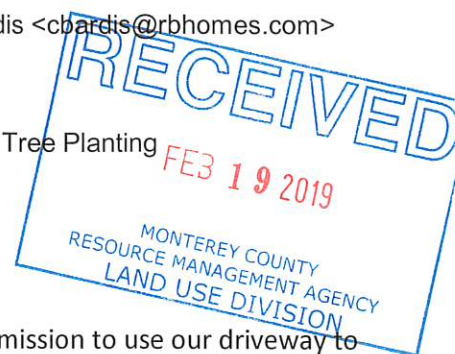 dis <cbardis@rbhomes.com>
RECEIVED
Tree Planting
FEB 19 2019
MONTEREY COUNTY
RESOURCE MANAGEMENT AGENCY
LAND USE DIVISION
mission to use our driveway to